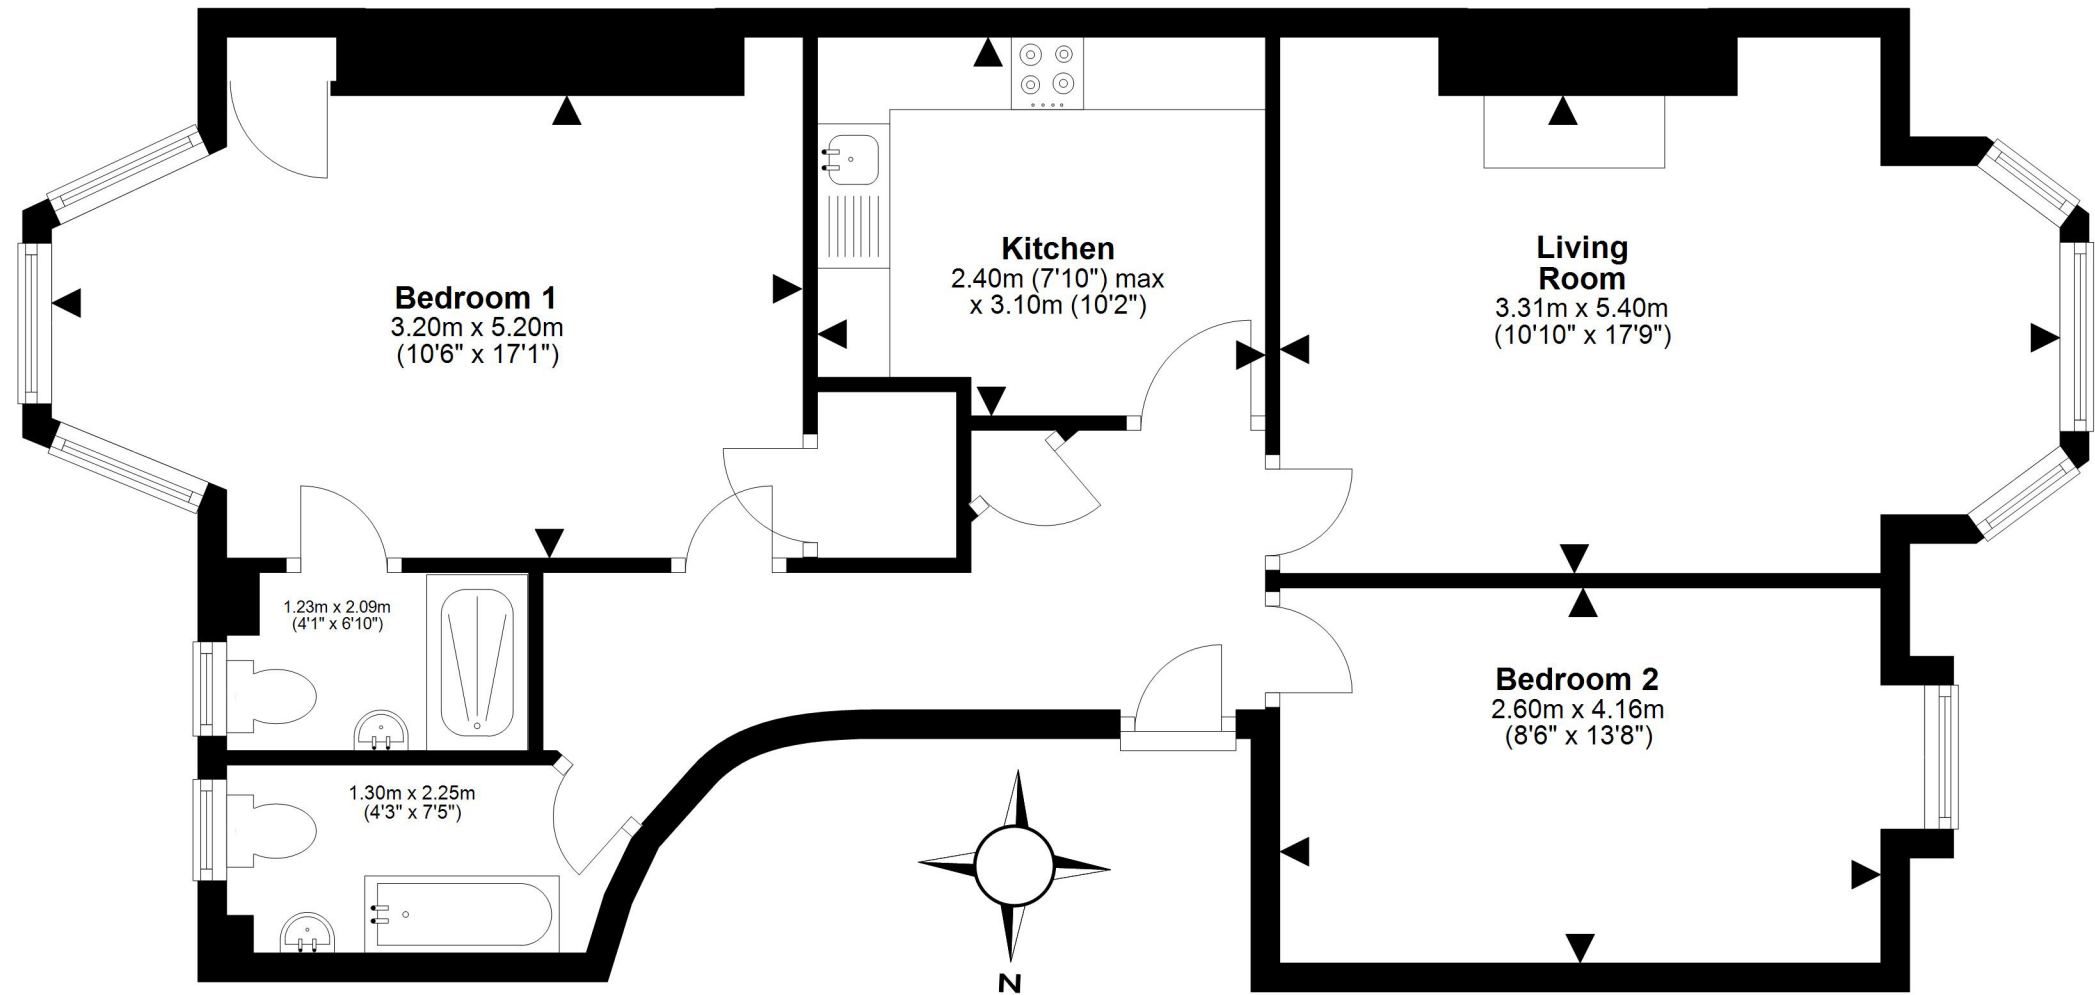 Bedroom 1
3.20m x 5.20m
(10'6" x 17'1")
Kitchen
2.40m (7'10") max
x 3.10m (10'2")
Living
Room
3.31m x 5.40m
(10'10" x 17'9")
1.23m x 2.09m
(4'1" x 6'10")
Bedroom 2
2.60m x 4.16m
(8'6" x 13'8")
1.30m x 2.25m
(4'3" x 7'5")
N